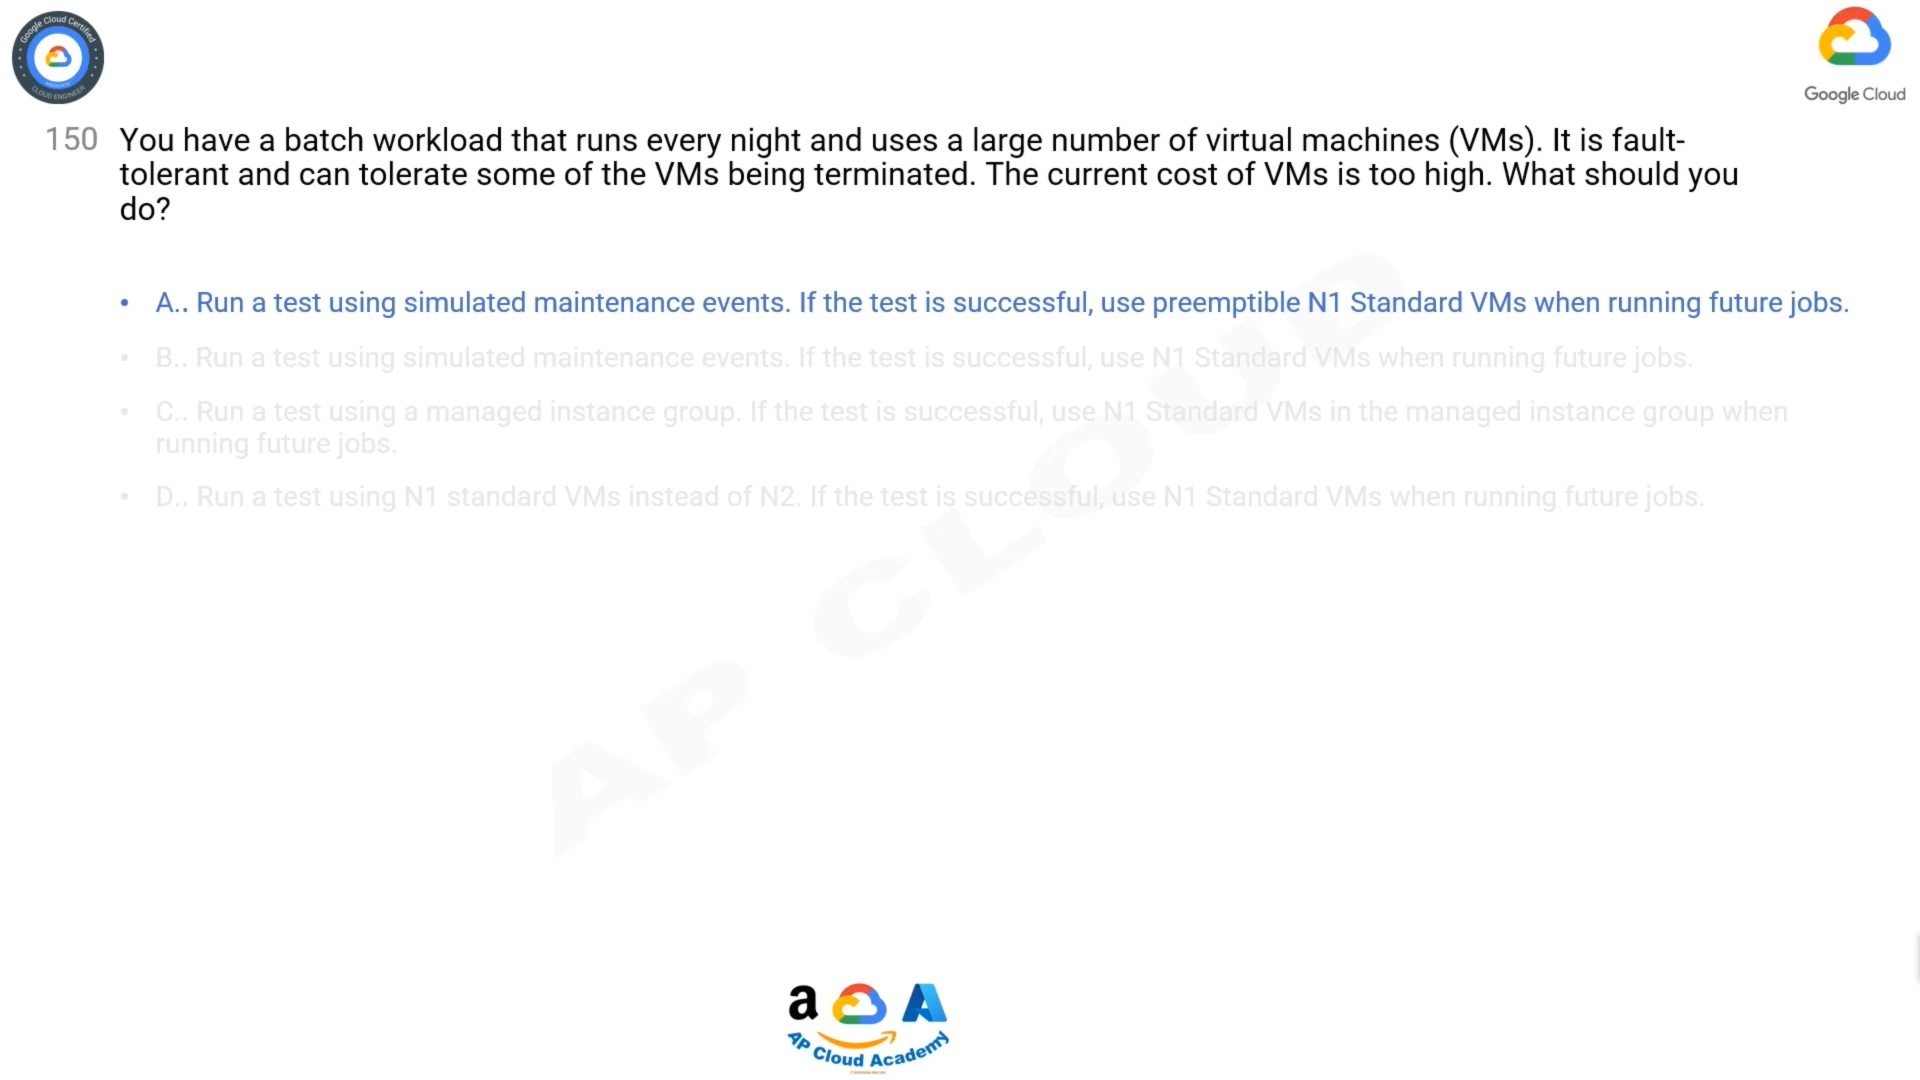 Google Cloud Certified
ASSOCIATE
CLOUD ENGINEER
Google Cloud
150 You have a batch workload that runs every night and uses a large number of virtual machines (VMs). It is fault-
tolerant and can tolerate some of the VMs being terminated. The current cost of VMs is too high. What should you
do?
• A.. Run a test using simulated maintenance events. If the test is successful, use preemptible N1 Standard VMs when running future jobs.
• B.. Run a test using simulated maintenance events. If the test is successful, use N1 Standard VMs when running future jobs.
• C.. Run a test using a managed instance group. If the test is successful, use N1 Standard VMs in the managed instance group when
running future jobs.
• D.. Run a test using N1 standard VMs instead of N2. If the test is successful, use N1 Standard VMs when running future jobs.
AP CLOUD
a
AP Cloud Academy